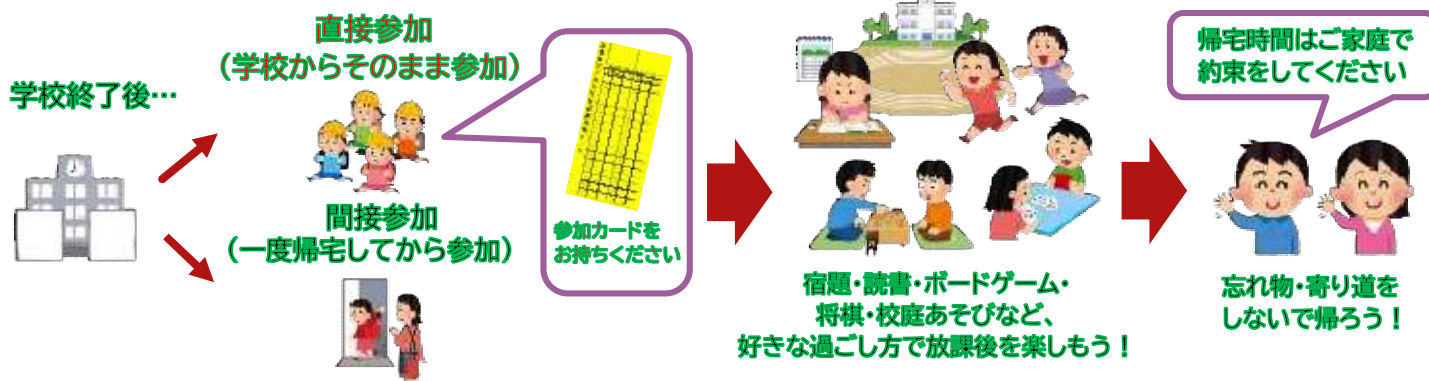 学校終了後…
直接参加
（学校からそのまま参加）
間接参加
（一度帰宅してから参加）
参加カードを
お持ちください
宿題・読書・ボードゲーム・
将棋・校庭あそびなど、
好きな過ごし方で放課後を楽しもう！
帰宅時間はご家庭で
約束をしてください
忘れ物・寄り道を
しないで帰ろう！